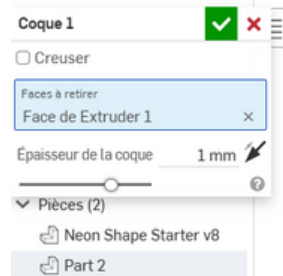 Coque 1
Creuser
Faces à retirer
Face de Extruder 1
Épaisseur de la coque 1 mm
Pièces (2)
Neon Shape Starter v8
Part 2